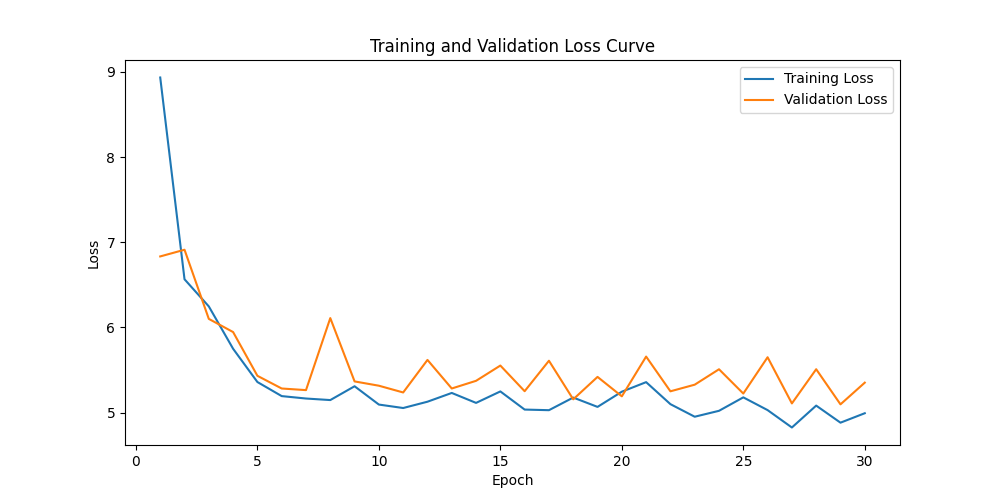 Training and Validation Loss Curve
Training Loss
Validation Loss
9
8
7
6
5
Loss
0 5 10 15 20 25 30
Epoch